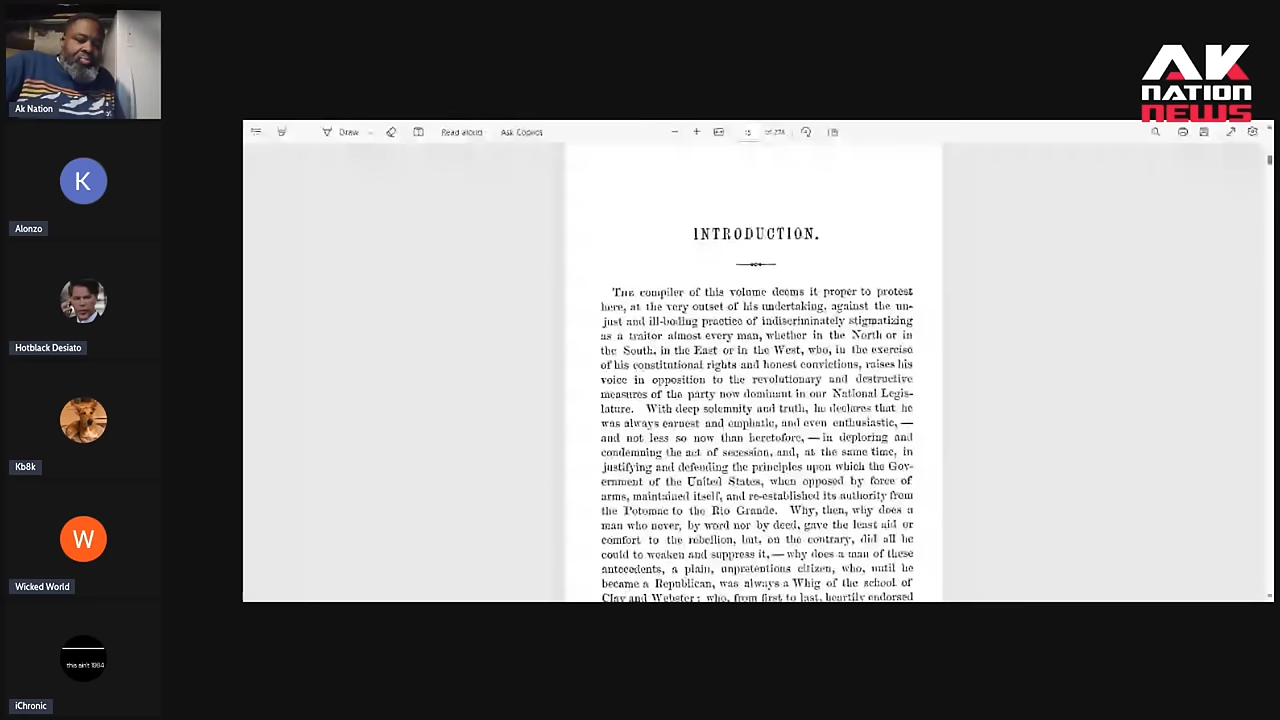 AK
NATION
NEWS
Ak Nation
K
Alonzo
Hotblack Desiato
Kb8k
W
Wicked World
this ain't 1984
iChronic
Draw
Read aloud
Ask Copilot
INTRODUCTION.
The compiler of this volume deems it proper to protest
here, at the very outset of his undertaking, against the un-
just and ill-boding practice of indiscriminately stigmatizing
as a traitor almost every man, whether in the North or in
the South, in the East or in the West, who, in the exercise
of his constitutional rights and honest convictions, raises his
voice in opposition to the revolutionary and destructive
measures of the party now dominant in our National Legis-
lature. With deep solemnity and truth, he declares that he
was always earnest and emphatic, and even enthusiastic, —
and not less so now than heretofore, — in deploring and
condemning the act of secession, and, at the same time, in
justifying and defending the principles upon which the Gov-
ernment of the United States, when opposed by force of
arms, maintained itself, and re-established its authority from
the Potomac to the Rio Grande. Why, then, why does a
man who never, by word nor by deed, gave the least aid or
comfort to the rebellion, but, on the contrary, did all he
could to weaken and suppress it, — why does a man of these
antecedents, a plain, unpretentious citizen, who, until he
became a Republican, was always a Whig of the school of
Clay and Webster; who, from first to last, heartily endorsed